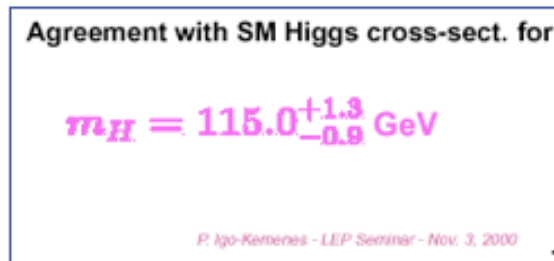 Agreement with SM Higgs cross-sect. for
m_H = 115.0^{+1.3}_{-0.9} GeV
P. Igo-Kemenes - LEP Seminar - Nov. 3, 2000